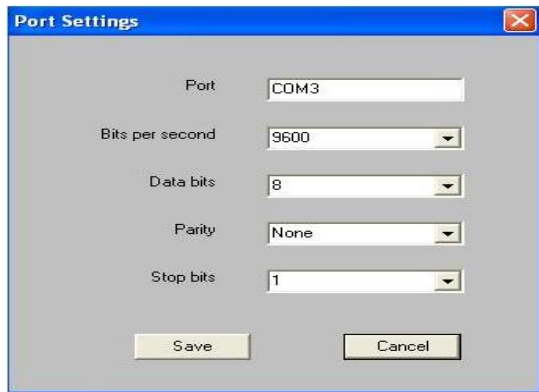 Port Settings
Port COM3
Bits per second 9600
Data bits 8
Parity None
Stop bits 1
Save Cancel